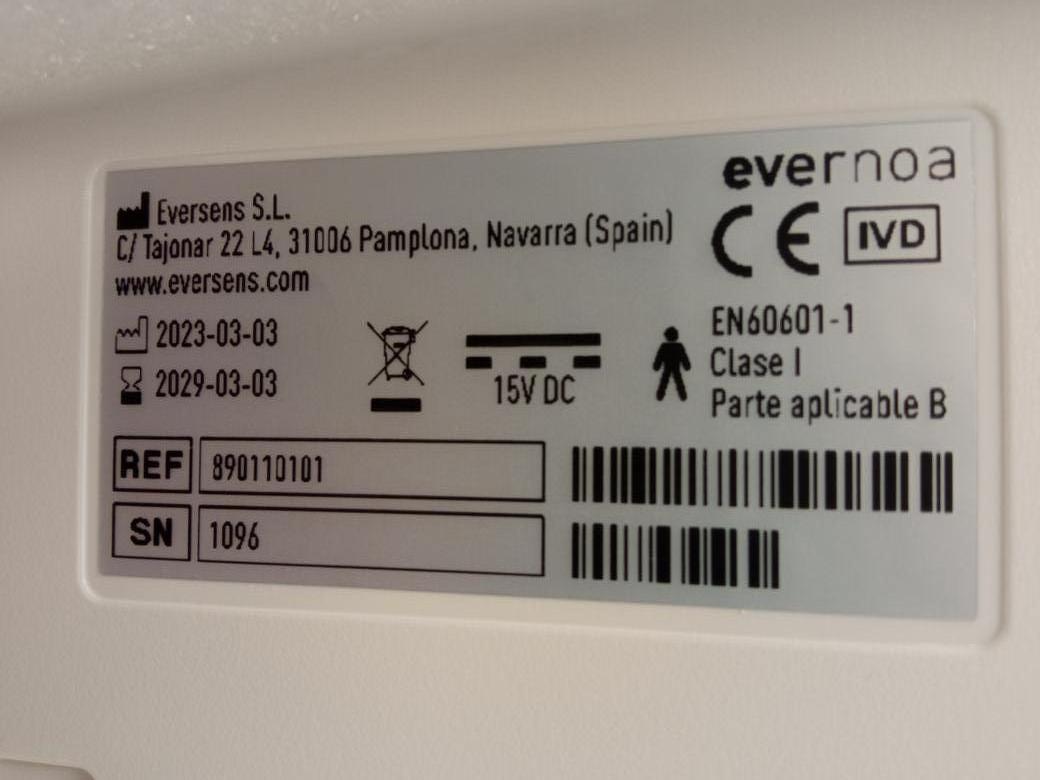 evernoa
Eversens S.L.
C/ Tajonar 22 L4, 31006 Pamplona, Navarra (Spain)
www.eversens.com
CE IVD
2023-03-03
2029-03-03
15V DC
EN60601-1
Clase I
Parte aplicable B
REF 890110101
SN 1096